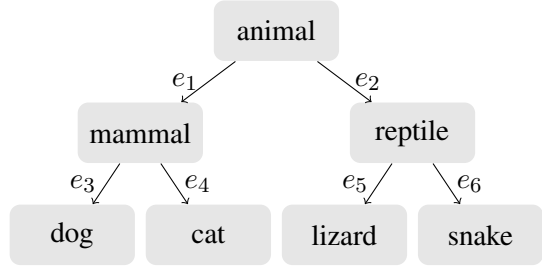 animal
e1 e2
mammal reptile
e3 e4 e5 e6
dog cat lizard snake